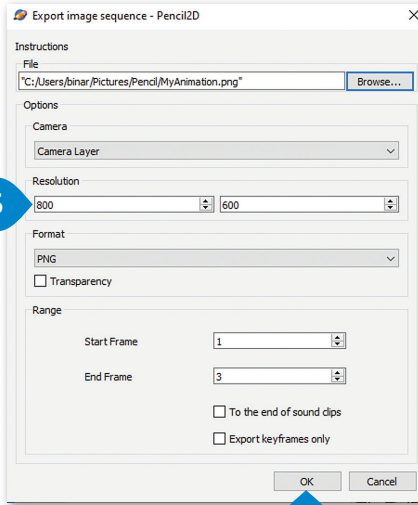 Export image sequence - Pencil2D
Instructions
File
"C:/Users/binar/Pictures/Pencil/MyAnimation.png" Browse...
Options
Camera
Camera Layer
Resolution
800 600
Format
PNG
Transparency
Range
Start Frame 1
End Frame 3
To the end of sound clips
Export keyframes only
OK Cancel